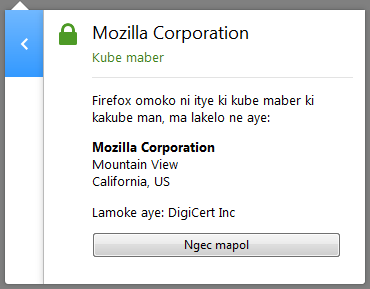 Mozilla Corporation
Kube maber
Firefox omoko ni itye ki kube maber ki
kakube man, ma lakelo ne aye:
Mozilla Corporation
Mountain View
California, US
Lamoke aye: DigiCert Inc
Ngec mapol